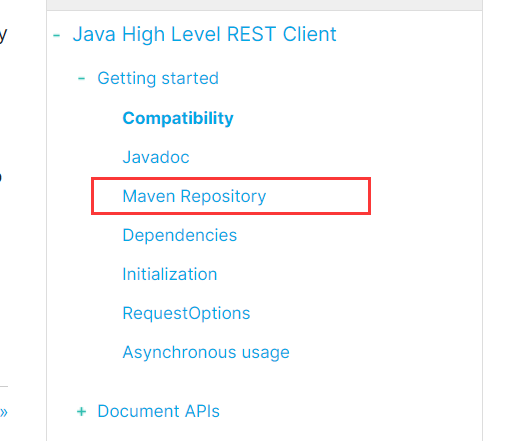 y
- Java High Level REST Client
- Getting started
Compatibility
Javadoc
Maven Repository
Dependencies
Initialization
RequestOptions
Asynchronous usage
»
+ Document APIs